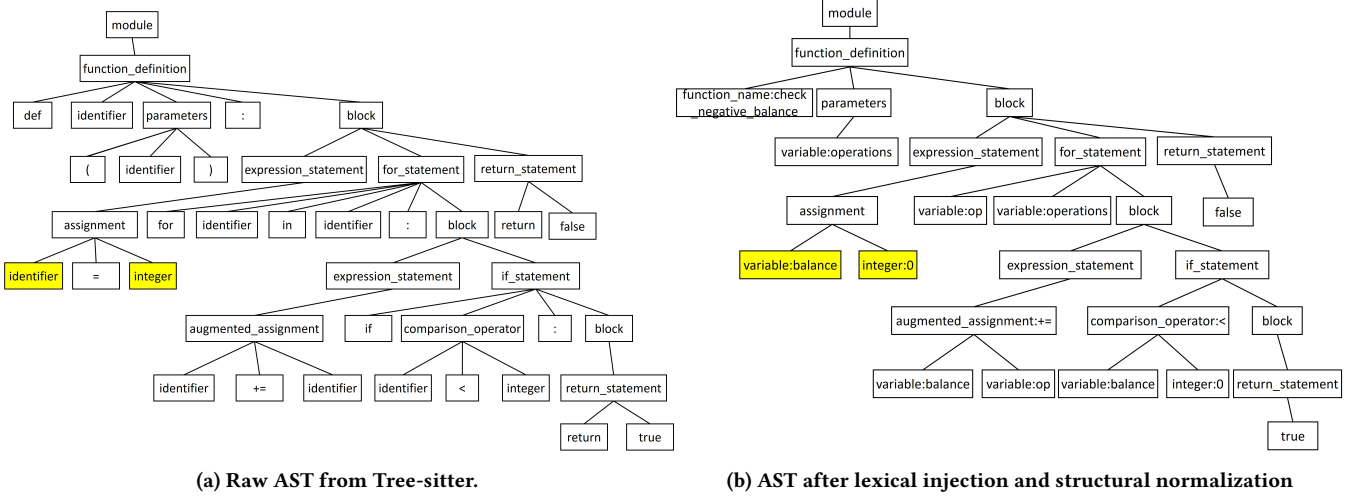 module
function_definition
def identifier parameters : block
( identifier ) expression_statement for_statement return_statement
assignment for identifier in identifier : block return false
identifier = integer expression_statement if_statement
augmented_assignment if comparison_operator : block
identifier += identifier identifier < integer return_statement
return true
(a) Raw AST from Tree-sitter.
module
function_definition
function_name:check
_negative_balance
parameters block
variable:operations expression_statement for_statement return_statement
assignment variable:op variable:operations block false
variable:balance integer:0 expression_statement if_statement
augmented_assignment:+= comparison_operator:< block
variable:balance variable:op variable:balance integer:0 return_statement
true
(b) AST after lexical injection and structural normalization